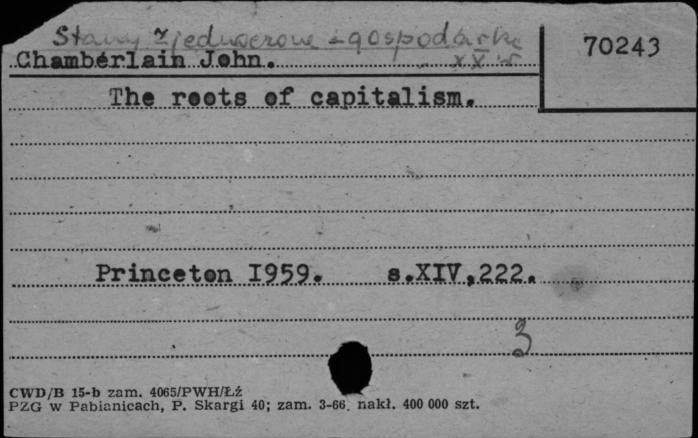 Stany Zjednoczone - gospodarka
XX w
70243
Chamberlain John.
The roots of capitalism.
Princeton I959. s.XIV,222.
3
CWD/B 15-b zam. 4065/PWH/Łż
PZG w Pabianicach, P. Skargi 40; zam. 3-66. nakł. 400 000 szt.